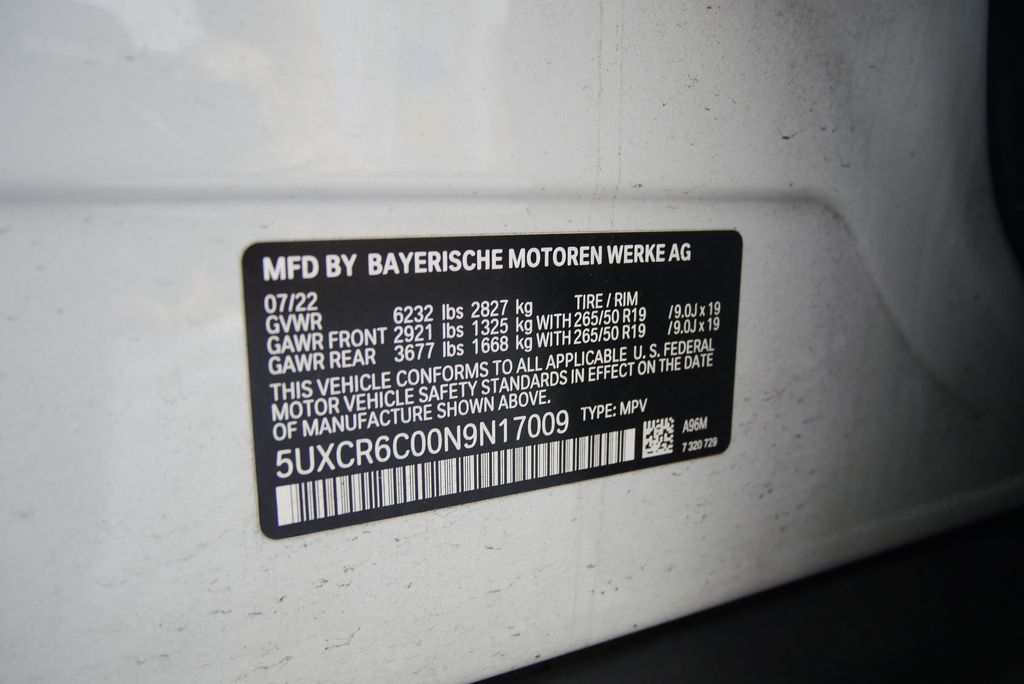 MFD BY BAYERISCHE MOTOREN WERKE AG
07/22 TIRE / RIM
GVWR 6232 lbs 2827 kg
GAWR FRONT 2921 lbs 1325 kg WITH 265/50 R19 /9.0J x 19
GAWR REAR 3677 lbs 1668 kg WITH 265/50 R19 /9.0J x 19
THIS VEHICLE CONFORMS TO ALL APPLICABLE U. S. FEDERAL
MOTOR VEHICLE SAFETY STANDARDS IN EFFECT ON THE DATE
OF MANUFACTURE SHOWN ABOVE.
5UXCR6C00N9N17009 TYPE: MPV
A96M
7 320 729